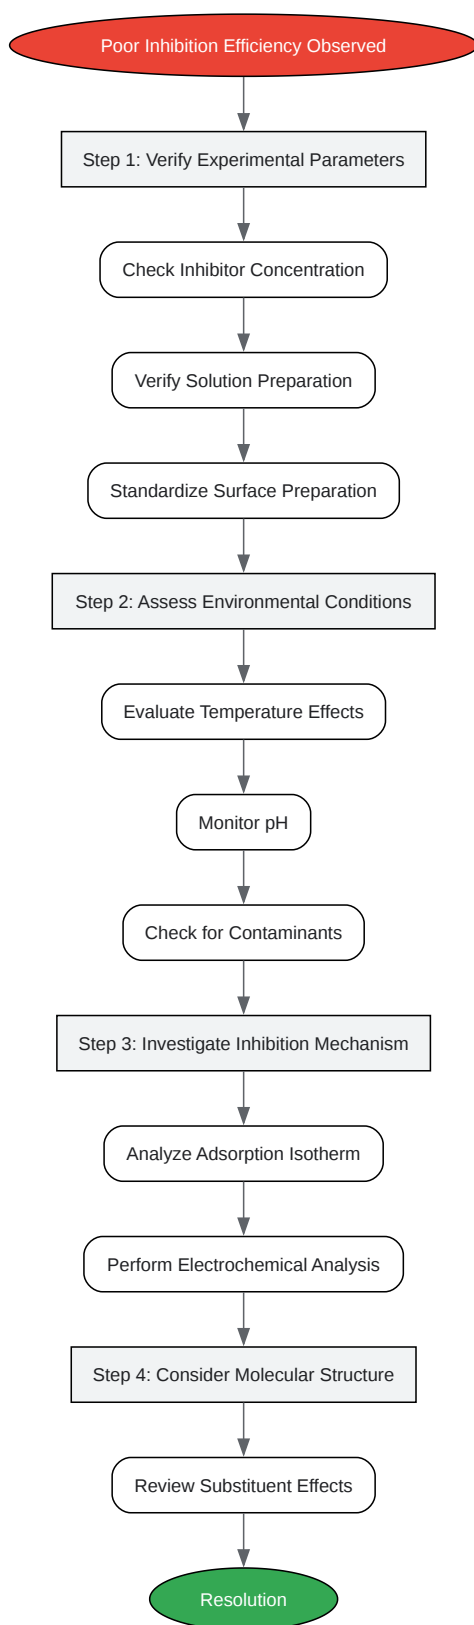 Poor Inhibition Efficiency Observed
Step 1: Verify Experimental Parameters
Check Inhibitor Concentration
Verify Solution Preparation
Standardize Surface Preparation
Step 2: Assess Environmental Conditions
Evaluate Temperature Effects
Monitor pH
Check for Contaminants
Step 3: Investigate Inhibition Mechanism
Analyze Adsorption Isotherm
Perform Electrochemical Analysis
Step 4: Consider Molecular Structure
Review Substituent Effects
Resolution